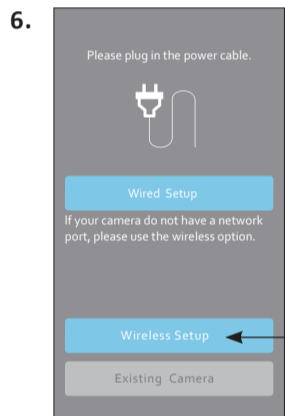 6.
Please plug in the power cable.
Wired Setup
If your camera do not have a network
port, please use the wireless option.
Wireless Setup
Existing Camera